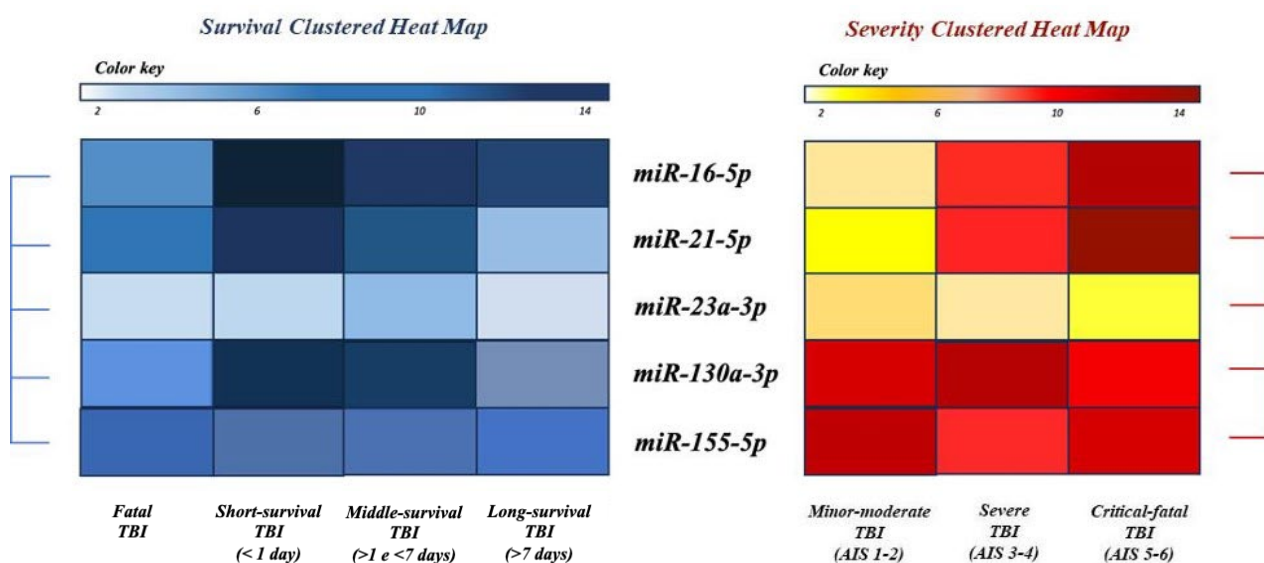 Survival Clustered Heat Map
Severity Clustered Heat Map
Color key
2 6 10 14
Color key
2 6 10 14
miR-16-5p
miR-21-5p
miR-23a-3p
miR-130a-3p
miR-155-5p
Fatal
TBI
Short-survival
TBI
(< 1 day)
Middle-survival
TBI
(>1 e <7 days)
Long-survival
TBI
(>7 days)
Minor-moderate
TBI
(AIS 1-2)
Severe
TBI
(AIS 3-4)
Critical-fatal
TBI
(AIS 5-6)